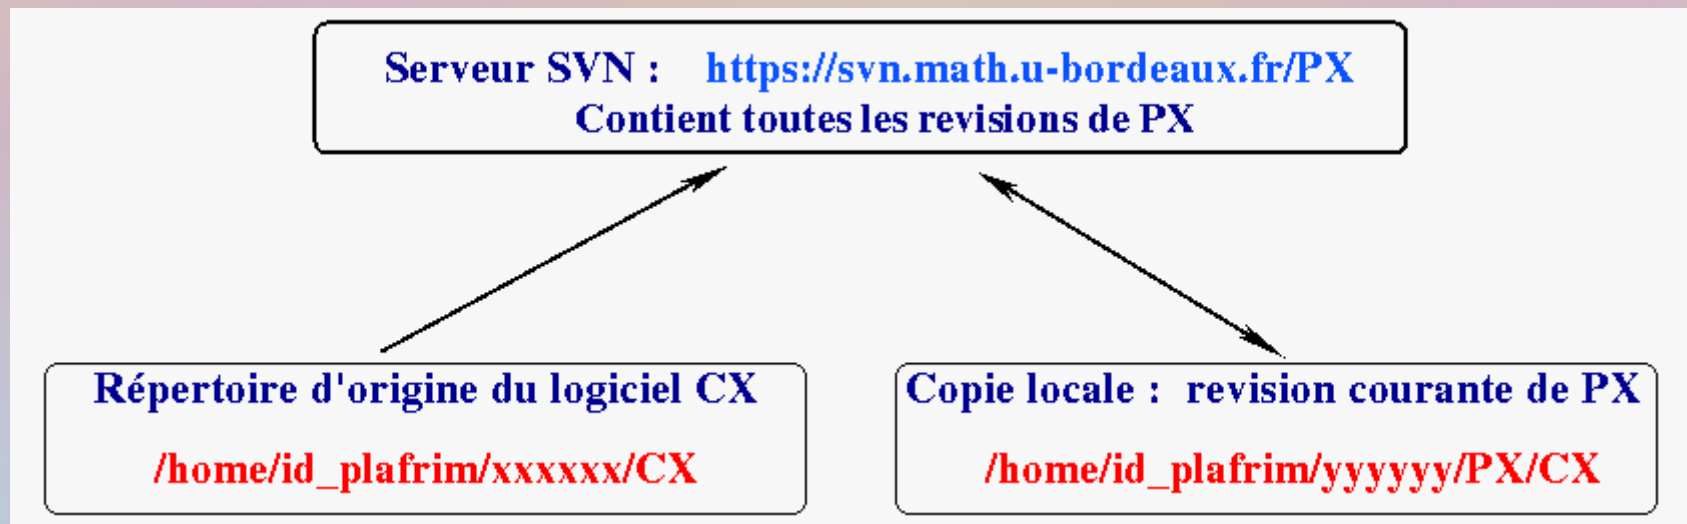 Serveur SVN : https://svn.math.u-bordeaux.fr/PX
Contient toutes les revisions de PX
Répertoire d'origine du logiciel CX
/home/id_plafrim/xxxxxx/CX
Copie locale : revision courante de PX
/home/id_plafrim/yyyyyy/PX/CX